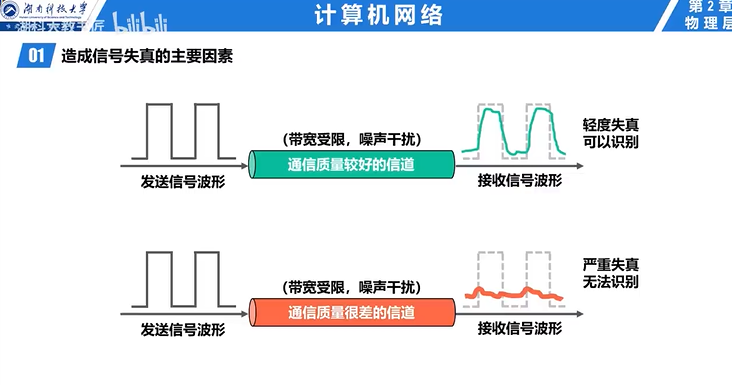 湖南科技大学
计算机网络
第2章
物理层
湖科大教书匠
bilibili
01 造成信号失真的主要因素
（带宽受限，噪声干扰）
通信质量较好的信道
发送信号波形
接收信号波形
轻度失真
可以识别
（带宽受限，噪声干扰）
通信质量很差的信道
发送信号波形
接收信号波形
严重失真
无法识别